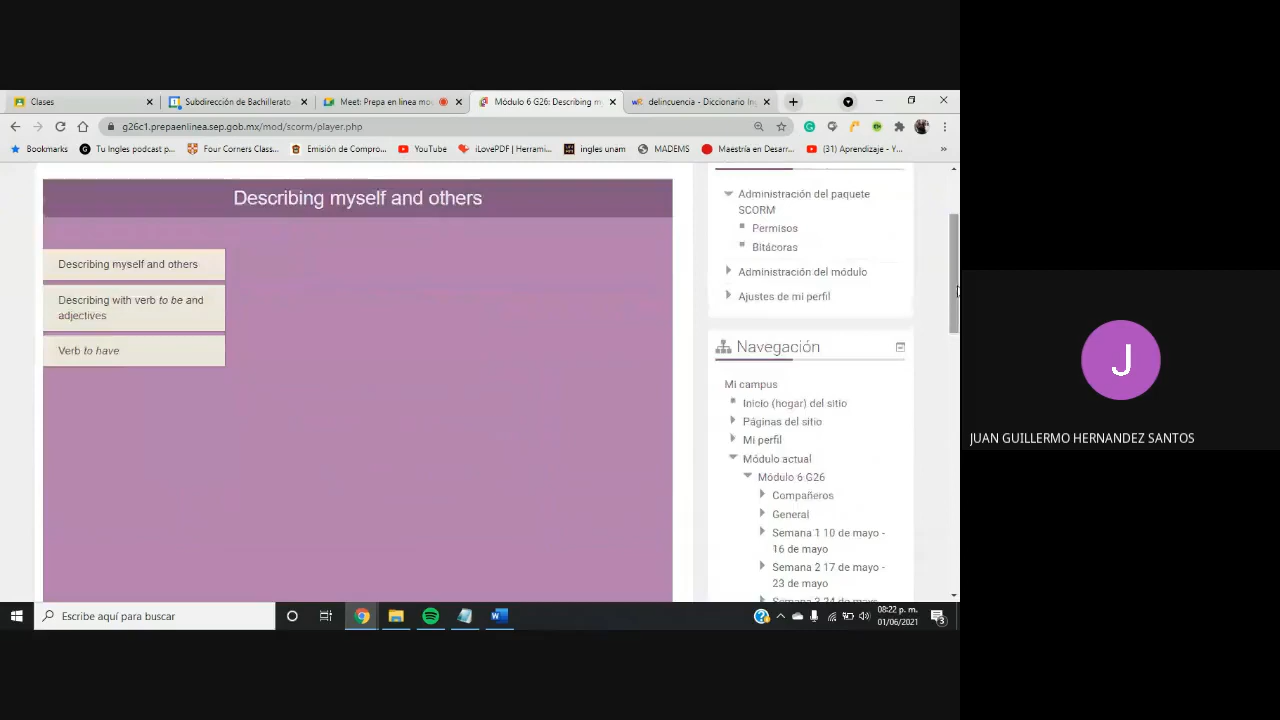 Clases
Subdirección de Bachillerato
Meet: Prepa en linea mo
Módulo 6 G26: Describing m
delincuencia - Diccionario In
g26c1.prepaenlinea.sep.gob.mx/mod/scorm/player.php
Bookmarks
Tu Ingles podcast p...
Four Corners Class...
Emisión de Compro...
YouTube
iLovePDF | Herrami...
ingles unam
MADEMS
Maestría en Desarr...
(31) Aprendizaje - Y...
Describing myself and others
Describing myself and others
Describing with verb to be and
adjectives
Verb to have
Administración del paquete
SCORM
Permisos
Bitácoras
Administración del módulo
Ajustes de mi perfil
Navegación
Mi campus
Inicio (hogar) del sitio
Páginas del sitio
Mi perfil
Módulo actual
Módulo 6 G26
Compañeros
General
Semana 1 10 de mayo -
16 de mayo
Semana 2 17 de mayo -
23 de mayo
J
JUAN GUILLERMO HERNANDEZ SANTOS
Escribe aquí para buscar
08:22 p. m.
01/06/2021
3